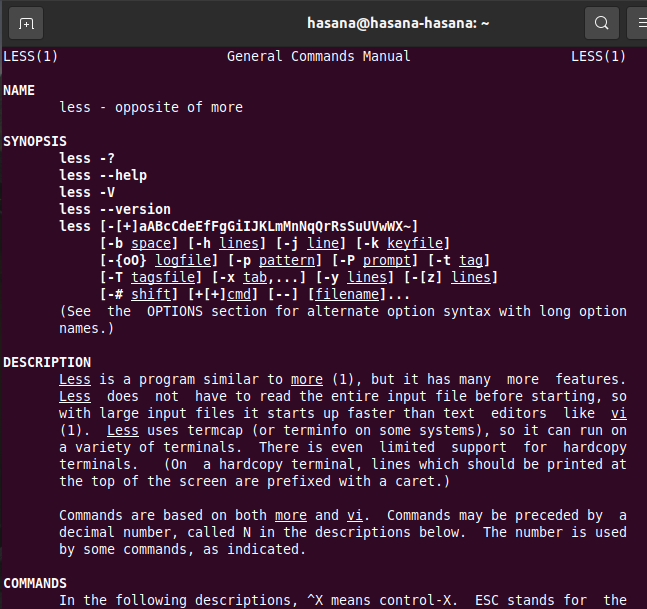 hasana@hasana-hasana: ~
LESS(1) General Commands Manual LESS(1)
NAME
less - opposite of more
SYNOPSIS
less -?
less --help
less -V
less --version
less [-[+]aABcCdeEfFgGiIJKLmMnNqQrRsSuUVwWX~]
[-b space] [-h lines] [-j line] [-k keyfile]
[-{oO} logfile] [-p pattern] [-P prompt] [-t tag]
[-T tagsfile] [-x tab,...] [-y lines] [-[z] lines]
[-# shift] [+[+]cmd] [--] [filename]...
(See the OPTIONS section for alternate option syntax with long option
names.)
DESCRIPTION
Less is a program similar to more (1), but it has many more features.
Less does not have to read the entire input file before starting, so
with large input files it starts up faster than text editors like vi
(1). Less uses termcap (or terminfo on some systems), so it can run on
a variety of terminals. There is even limited support for hardcopy
terminals. (On a hardcopy terminal, lines which should be printed at
the top of the screen are prefixed with a caret.)
Commands are based on both more and vi. Commands may be preceded by a
decimal number, called N in the descriptions below. The number is used
by some commands, as indicated.
COMMANDS
In the following descriptions, ^X means control-X. ESC stands for the